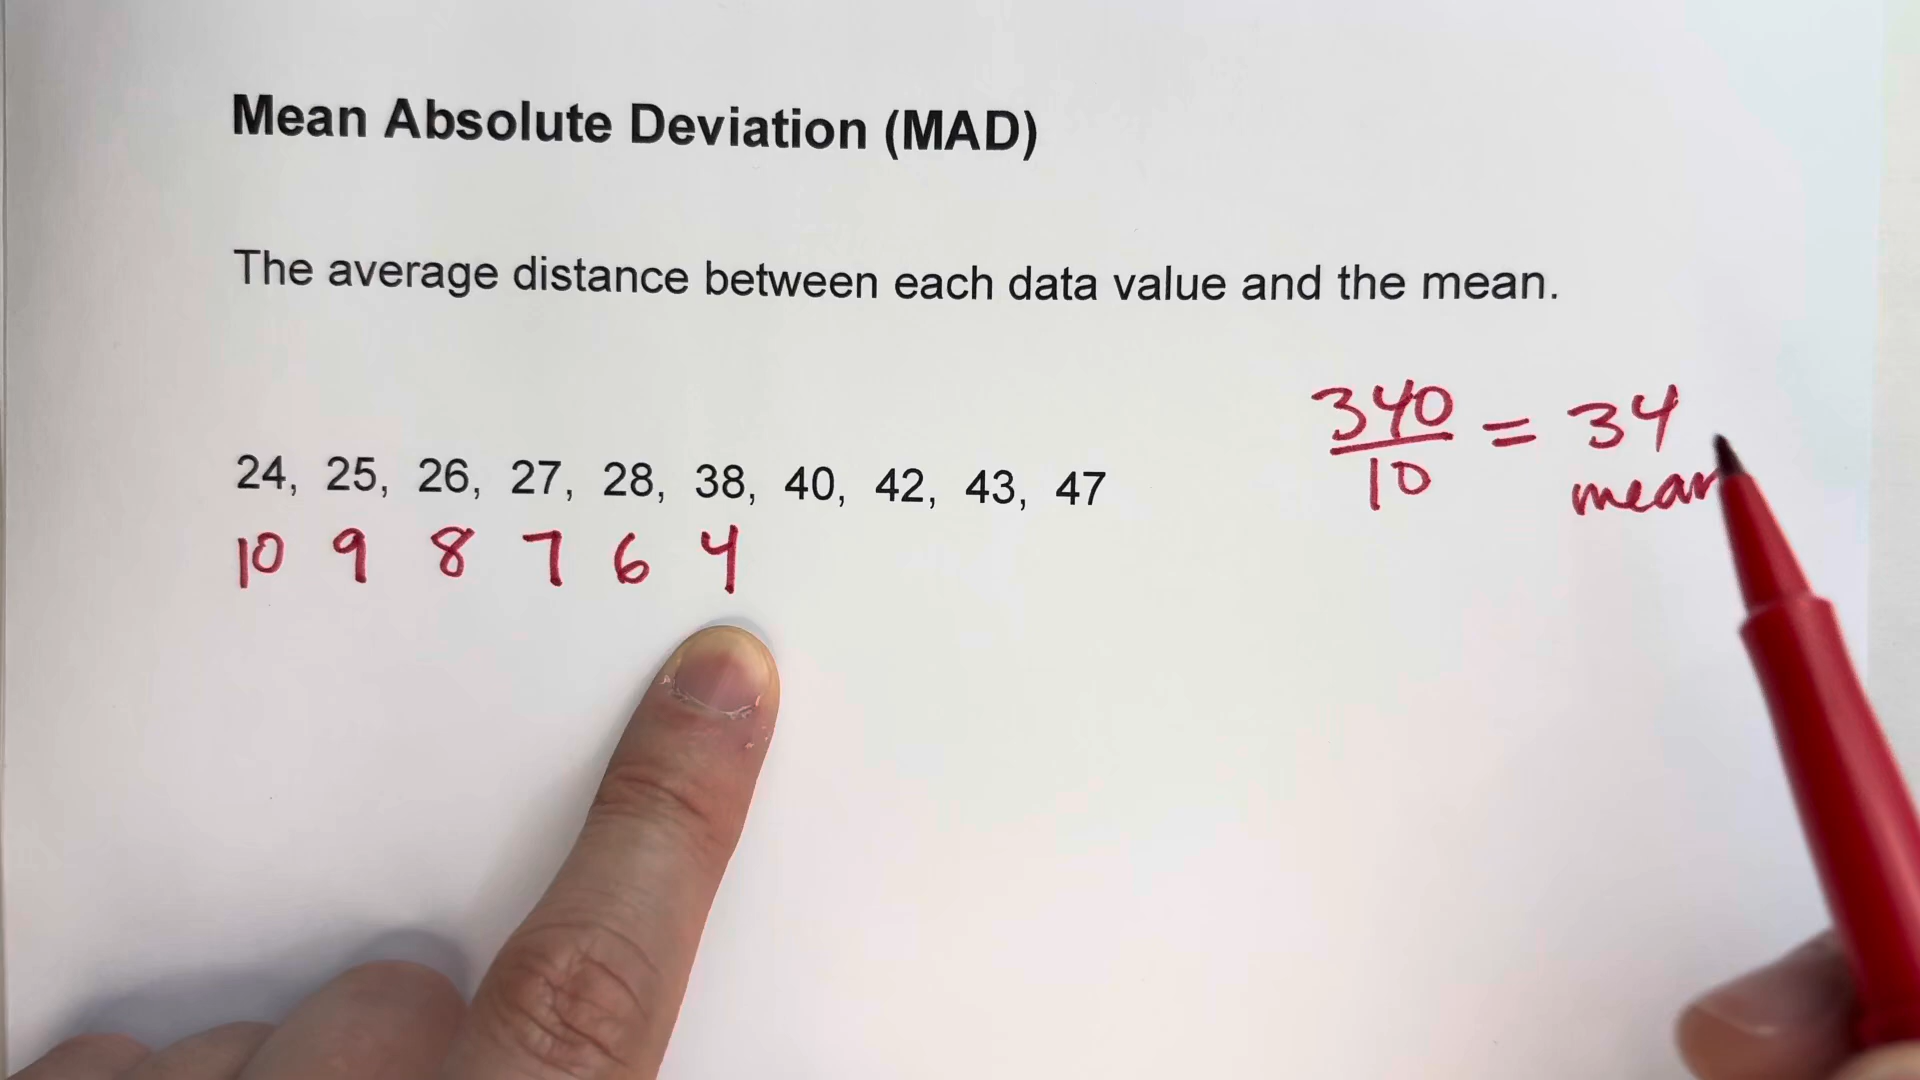 Mean Absolute Deviation (MAD)
The average distance between each data value and the mean.
340
10
= 34
mean
24, 25, 26, 27, 28, 38, 40, 42, 43, 47
10 9 8 7 6 4